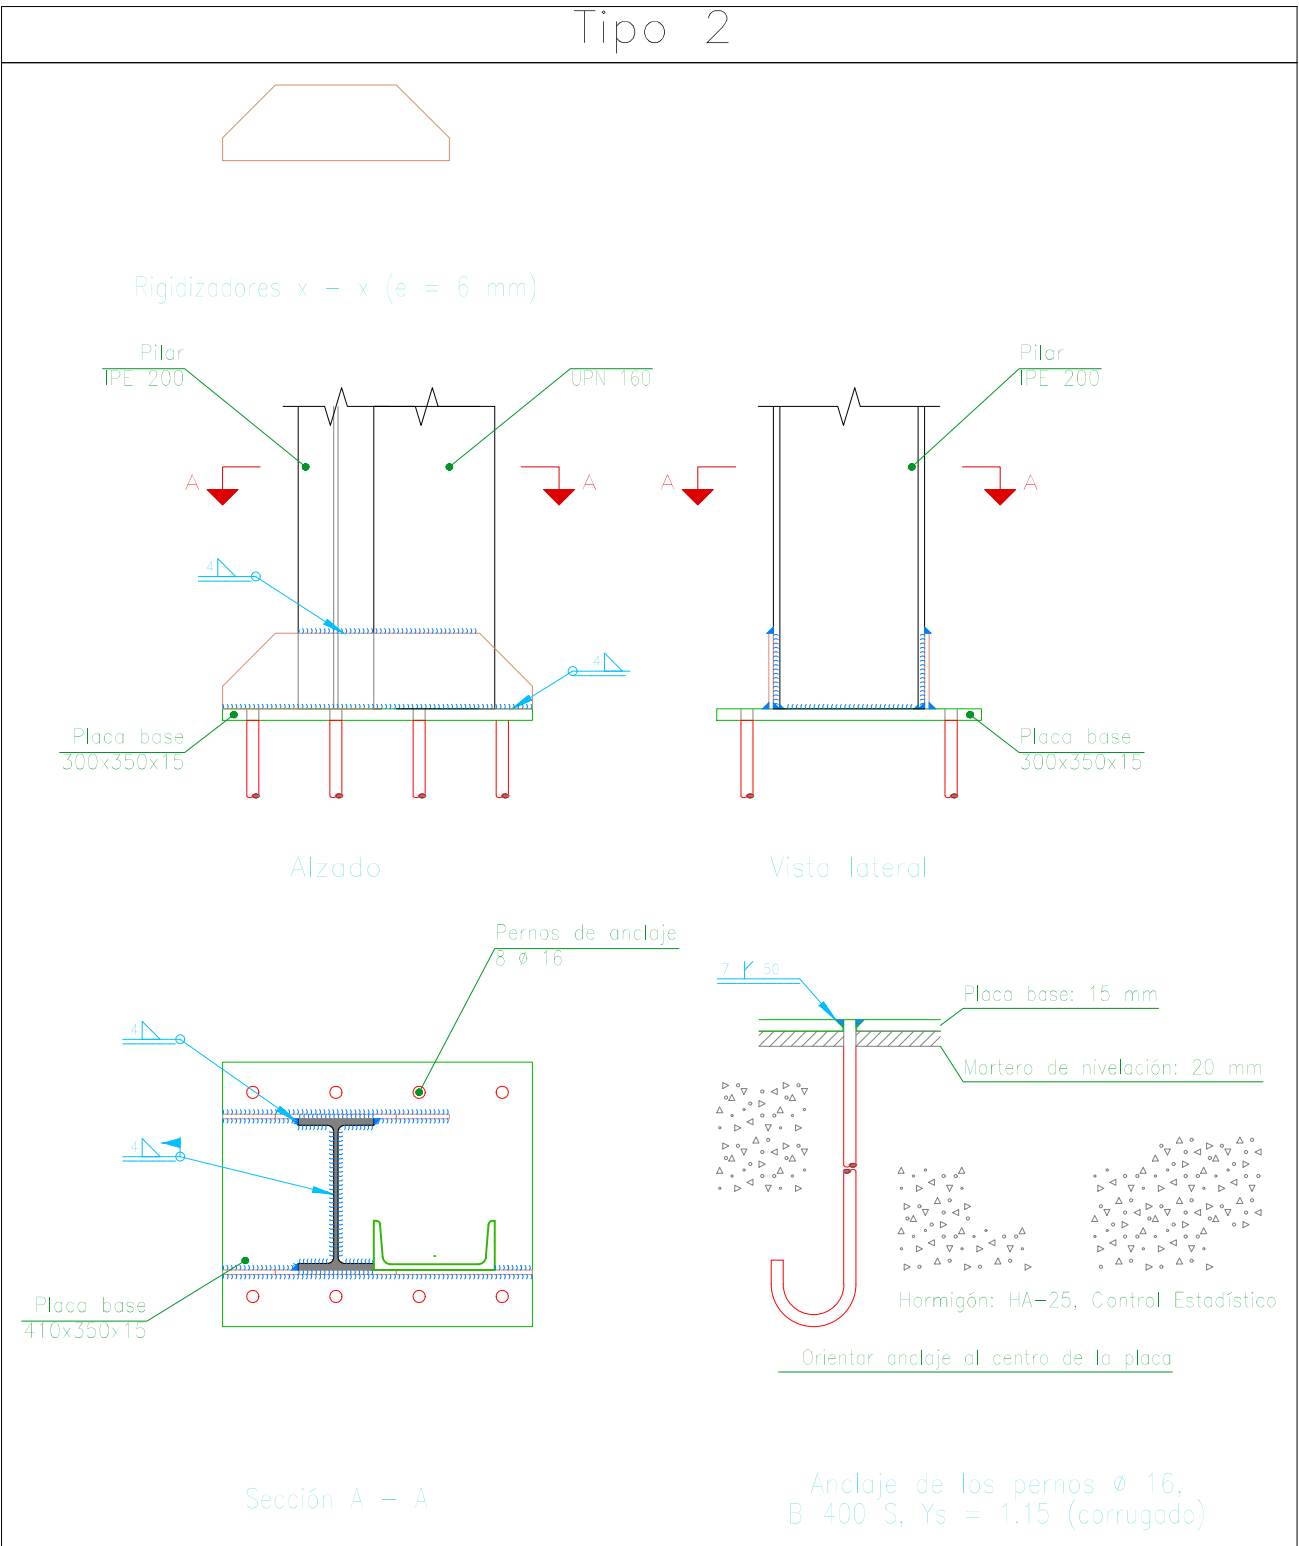 Tipo 2
Rigidizadores x - x (e = 6 mm)
Pilar
IPE 200
UPN 160
Pilar
IPE 200
A
A
A
A
4
4
Placa base
300x350x15
Placa base
300x350x15
Alzado
Vista lateral
Pernos de anclaje
8 ø 16
7
50
Placa base: 15 mm
4
Mortero de nivelación: 20 mm
4
Placa base
410x350x15
Hormigón: HA-25, Control Estadístico
Orientar anclaje al centro de la placa
Sección A - A
Anclaje de los pernos ø 16,
B 400 S, Ys = 1.15 (corrugado)